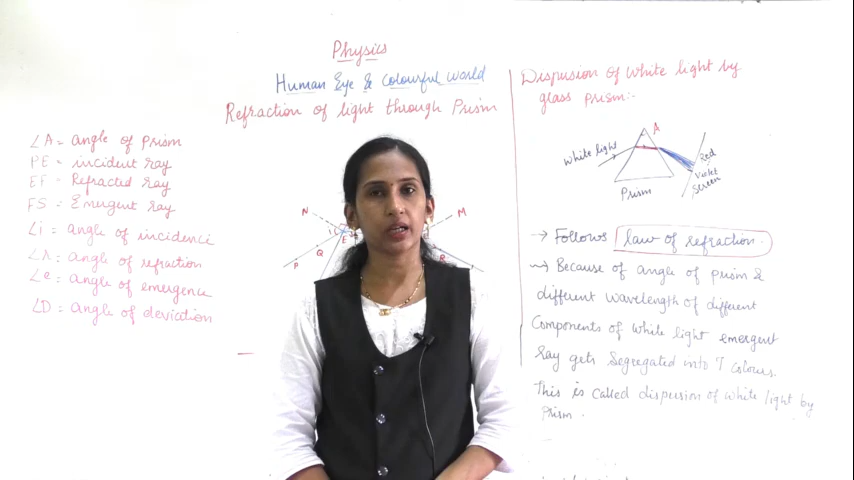 Physics
Human Eye & Colourful world
Refraction of light through Prism
∠A = angle of prism
PE = incident ray
EF = Refracted ray
FS = Emergent ray
∠i = angle of incidence
∠r = angle of refraction
∠e = angle of emergence
∠D = angle of deviation
N
M
i
E
Q
P
R
Dispersion of white light by
glass prism:-
A
white light
Red
Violet
Screen
Prism
→ Follows law of refraction.
→ Because of angle of prism &
different wavelength of different
Components of white light emergent
ray gets segregated into 7 colours.
This is called dispersion of white light by
Prism.